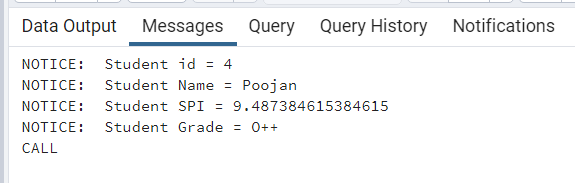 Data Output Messages Query Query History Notifications
NOTICE:  Student id = 4
NOTICE:  Student Name = Poojan
NOTICE:  Student SPI = 9.487384615384615
NOTICE:  Student Grade = O++
CALL